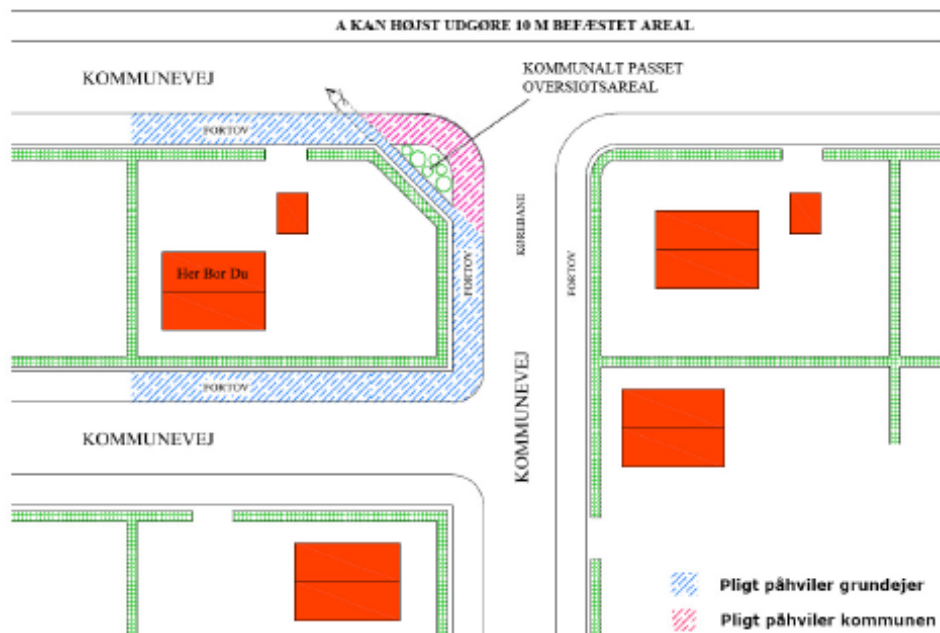 A KAN HØJST UDGØRE 10 M BEFÆSTET AREAL
KOMMUNEVEJ
KOMMUNALT PASSET
OVERSIOTSAREAL
FORTOV
KØREBANE
Her Bor Du
FORTOV
FORTOV
FORTOV
KOMMUNEVEJ
KOMMUNEVEJ
Pligt påhviler grundejer
Pligt påhviler kommunen